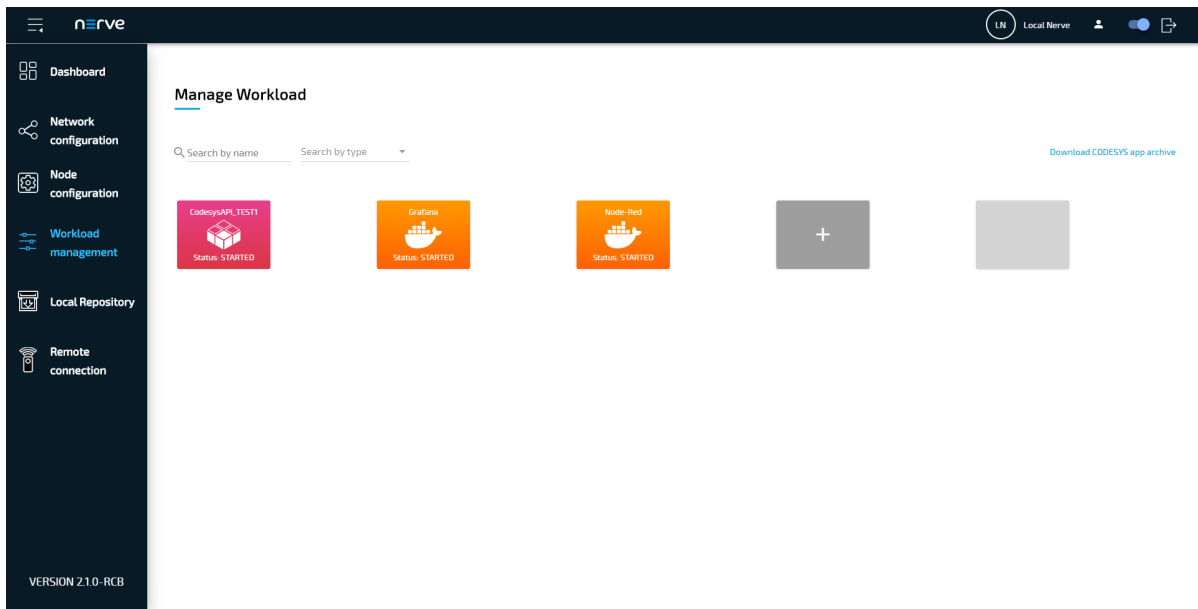 nerve
LN Local Nerve
Dashboard
Network
configuration
Node
configuration
Workload
management
Local Repository
Remote
connection
VERSION 2.1.0-RCB
Manage Workload
Search by name Search by type
Download CODESYS app archive
CodesysAPI_TEST1
Status: STARTED
Grafana
Status: STARTED
Node-Red
Status: STARTED
+